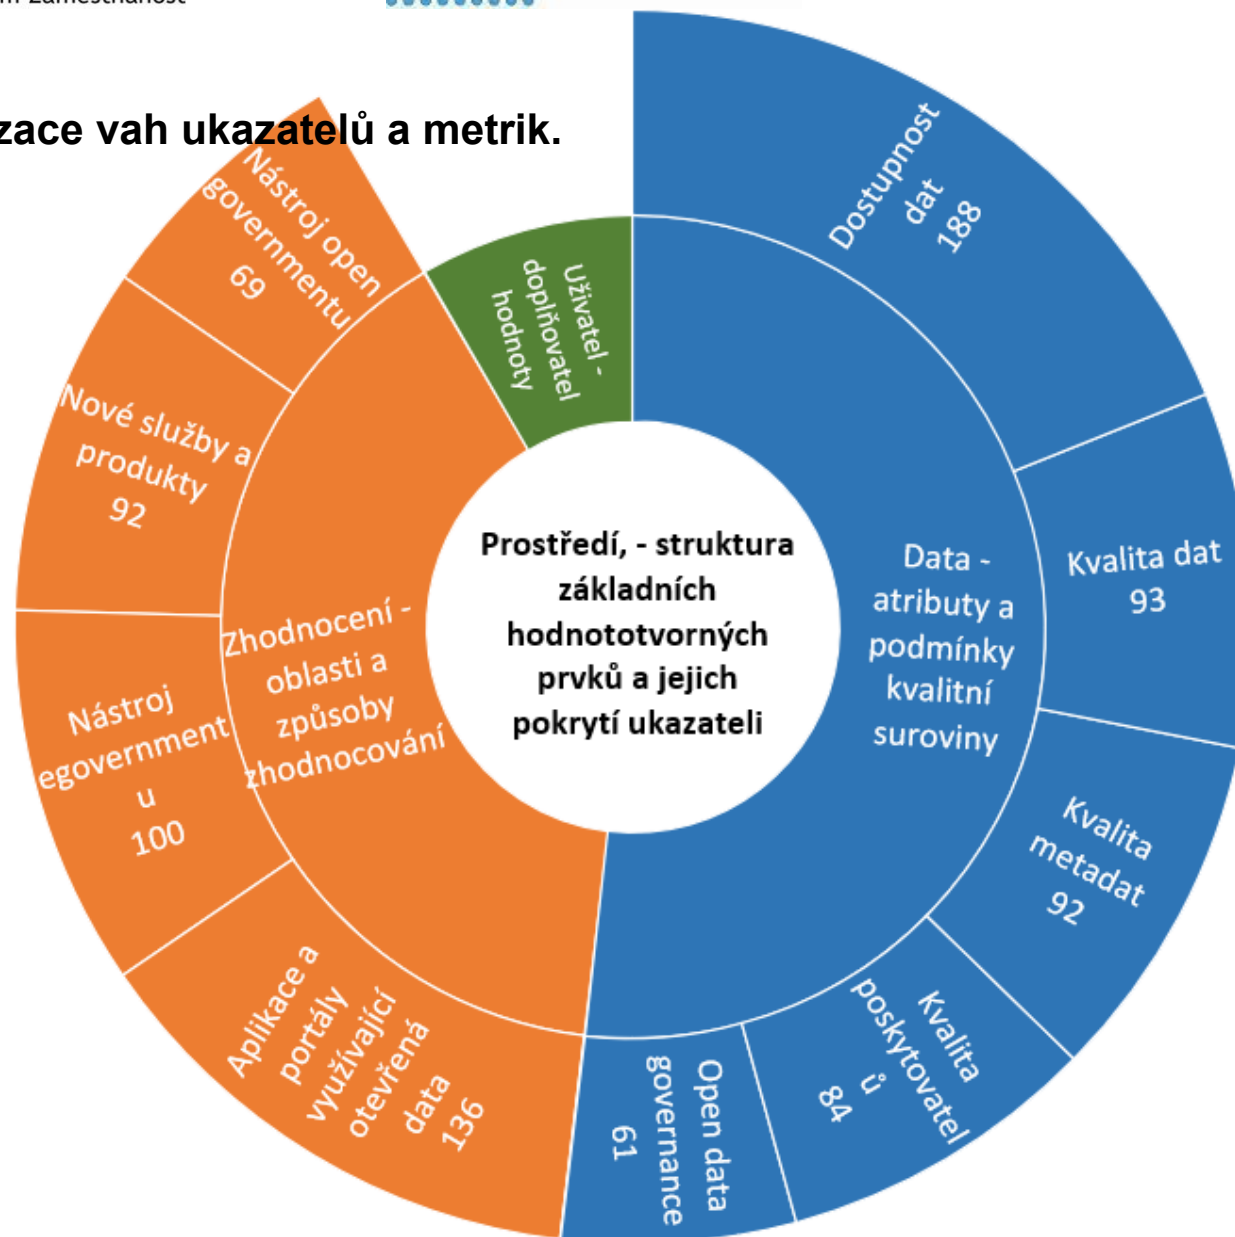 zace vah ukazatelů a metrik.
Nástroj open
governmentu
69
Nové služby a
produkty
92
Nástroj
egovernment
u
100
Aplikace a
portály
využívající
otevřená
data
136
Zhodnocení -
oblasti a
způsoby
zhodnocování
Uživatel -
doplňovatel
hodnoty
Prostředí, - struktura
základních
hodnototvorných
prvků a jejich
pokrytí ukazateli
Data -
atributy a
podmínky
kvalitní
suroviny
Dostupnost
dat
188
Kvalita dat
93
Kvalita
metadat
92
Kvalita
poskytovatel
ů
84
Open data
governance
61